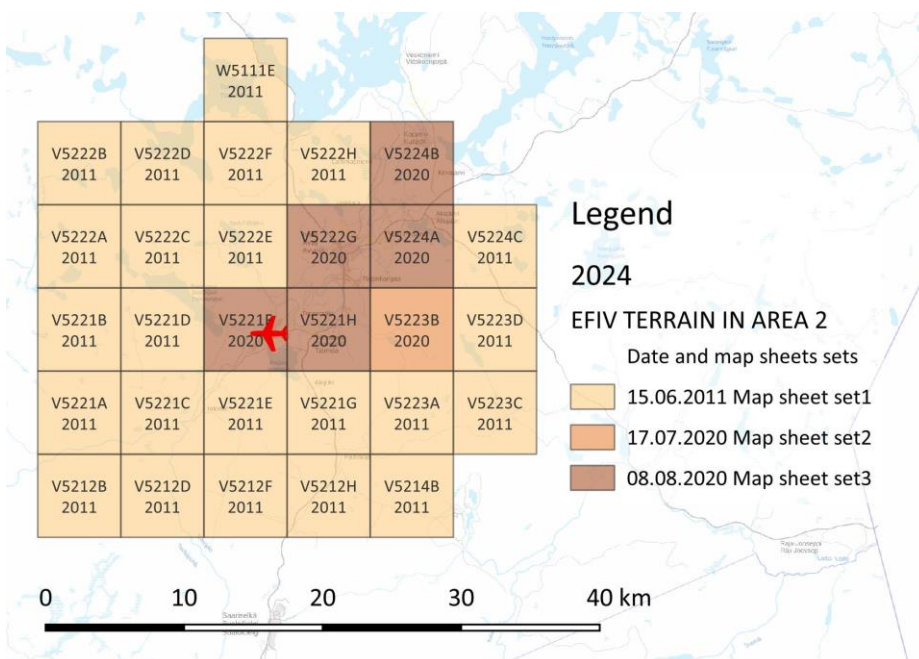 W5111E
2011
V5222B
2011
V5222D
2011
V5222F
2011
V5222H
2011
V5224B
2020
V5222A
2011
V5222C
2011
V5222E
2011
V5222G
2020
V5224A
2020
V5224C
2011
V5221B
2011
V5221D
2011
V5221F
2020
V5221H
2020
V5223B
2020
V5223D
2011
V5221A
2011
V5221C
2011
V5221E
2011
V5221G
2011
V5223A
2011
V5223C
2011
V5212B
2011
V5212D
2011
V5212F
2011
V5212H
2011
V5214B
2011
Legend
2024
EFIV TERRAIN IN AREA 2
Date and map sheets sets
15.06.2011 Map sheet set1
17.07.2020 Map sheet set2
08.08.2020 Map sheet set3
0 10 20 30 40 km
Saariselkä